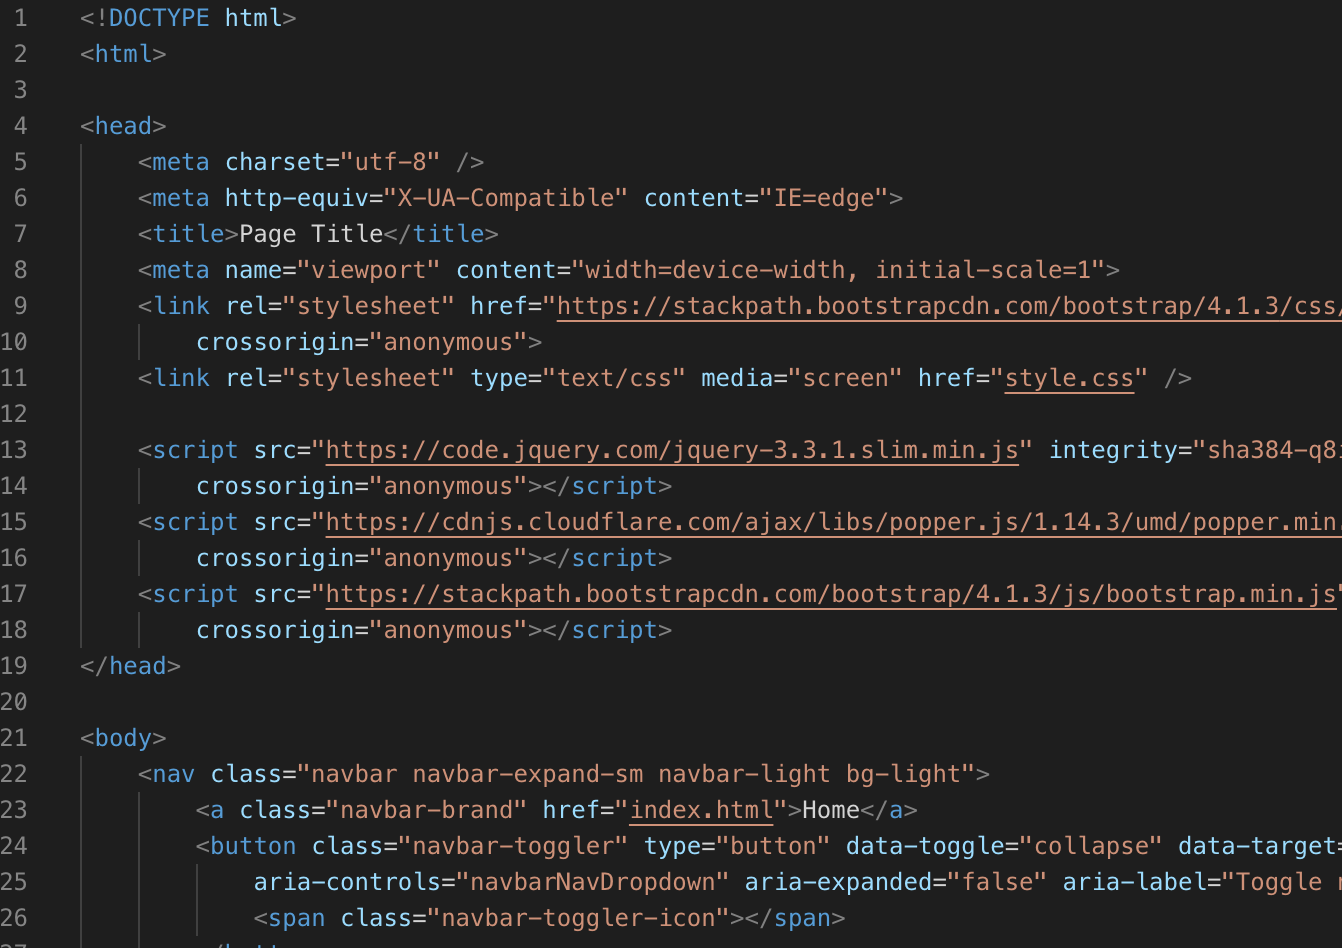 1 <!DOCTYPE html>
2 <html>
3
4 <head>
5 <meta charset="utf-8" />
6 <meta http-equiv="X-UA-Compatible" content="IE=edge">
7 <title>Page Title</title>
8 <meta name="viewport" content="width=device-width, initial-scale=1">
9 <link rel="stylesheet" href="https://stackpath.bootstrapcdn.com/bootstrap/4.1.3/css/
10 crossorigin="anonymous">
11 <link rel="stylesheet" type="text/css" media="screen" href="style.css" />
12
13 <script src="https://code.jquery.com/jquery-3.3.1.slim.min.js" integrity="sha384-q8
14 crossorigin="anonymous"></script>
15 <script src="https://cdnjs.cloudflare.com/ajax/libs/popper.js/1.14.3/umd/popper.min.
16 crossorigin="anonymous"></script>
17 <script src="https://stackpath.bootstrapcdn.com/bootstrap/4.1.3/js/bootstrap.min.js"
18 crossorigin="anonymous"></script>
19 </head>
20
21 <body>
22 <nav class="navbar navbar-expand-sm navbar-light bg-light">
23 <a class="navbar-brand" href="index.html">Home</a>
24 <button class="navbar-toggler" type="button" data-toggle="collapse" data-target=
25 aria-controls="navbarNavDropdown" aria-expanded="false" aria-label="Toggle
26 <span class="navbar-toggler-icon"></span>